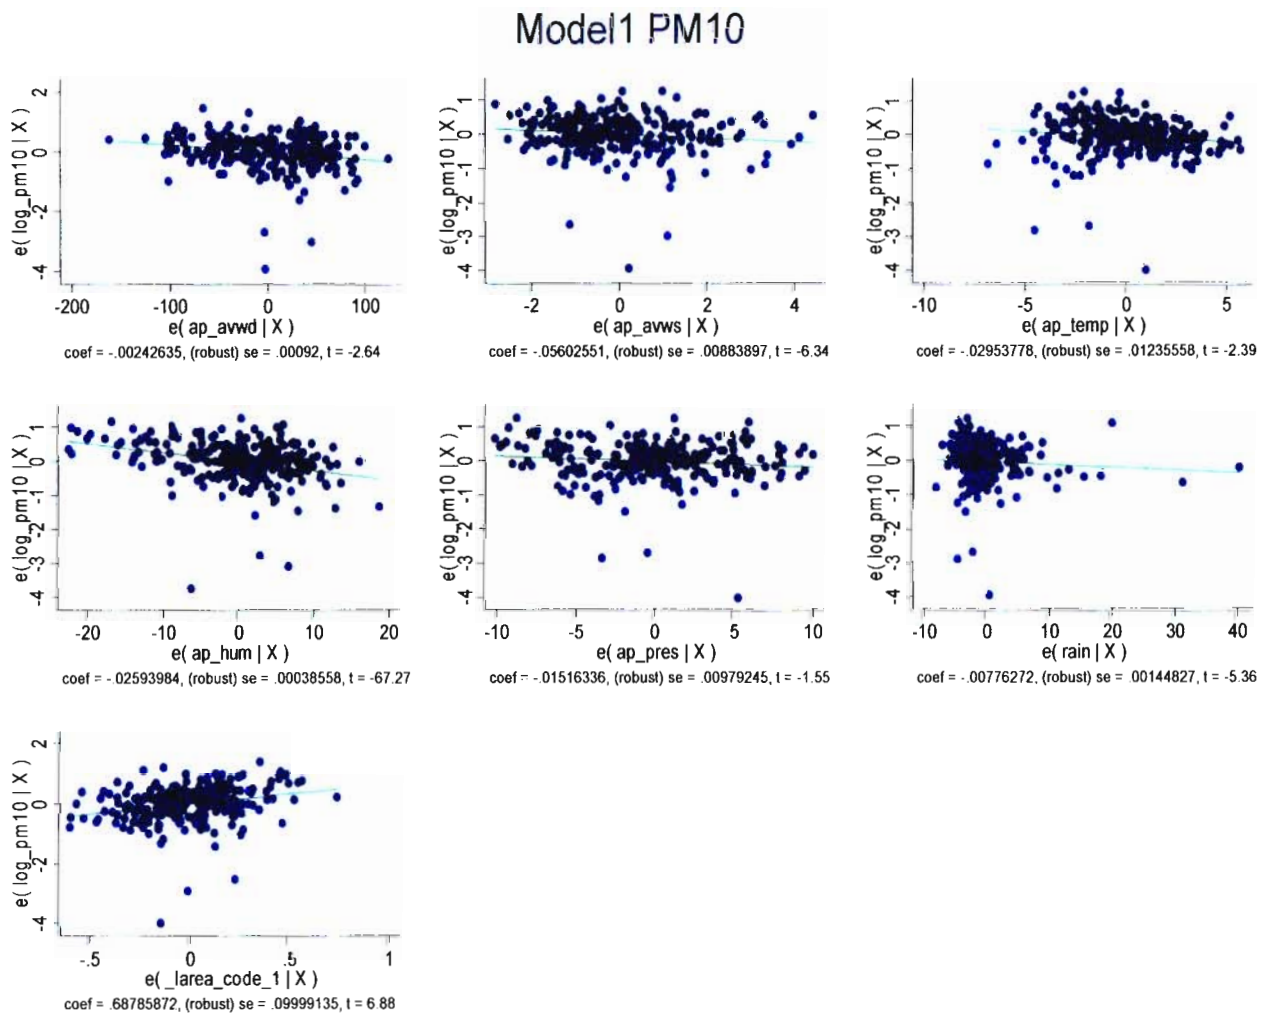 Model1 PM10
e( log_pm10 | X )
2
0
-2
-4
-200 -100 0 100
e( ap_avwd | X )
coef = -.00242635, (robust) se = .00092, t = -2.64
e( log_pm10 | X )
1
0
-1
-2
-3
-4
-2 0 2 4
e( ap_avws | X )
coef = -.05602551, (robust) se = .00883897, t = -6.34
e( log_pm10 | X )
1
0
-1
-2
-3
-4
-10 -5 0 5
e( ap_temp | X )
coef = -.02953778, (robust) se = .01235558, t = -2.39
e( log_pm10 | X )
1
0
-1
-2
-3
-4
-20 -10 0 10 20
e( ap_hum | X )
coef = -.02593984, (robust) se = .00038558, t = -67.27
e( log_pm10 | X )
1
0
-1
-2
-3
-4
-10 -5 0 5 10
e( ap_pres | X )
coef = -.01516336, (robust) se = .00979245, t = -1.55
e( log_pm10 | X )
1
0
-1
-2
-3
-4
-10 0 10 20 30 40
e( rain | X )
coef = -.00776272, (robust) se = .00144827, t = -5.36
e( log_pm10 | X )
2
0
-2
-4
-.5 0 .5 1
e( _Iarea_code_1 | X )
coef = .68785872, (robust) se = .09999135, t = 6.88